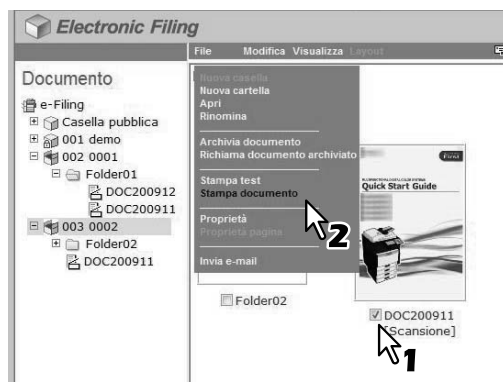 Electronic Filing
File Modifica Visualizza Layout
Documento
e-Filing
Casella pubblica
001 demo
002 0001
Folder01
DOC200912
DOC200911
003 0002
Folder02
DOC200911
Nuova casella
Nuova cartella
Apri
Rinomina
Archivia documento
Richiama documento archiviato
Stampa test
Stampa documento
Proprietà
Proprietà pagina
Invia e-mail
2
Quick Start Guide
Folder02
DOC200911
[Scansione]
1